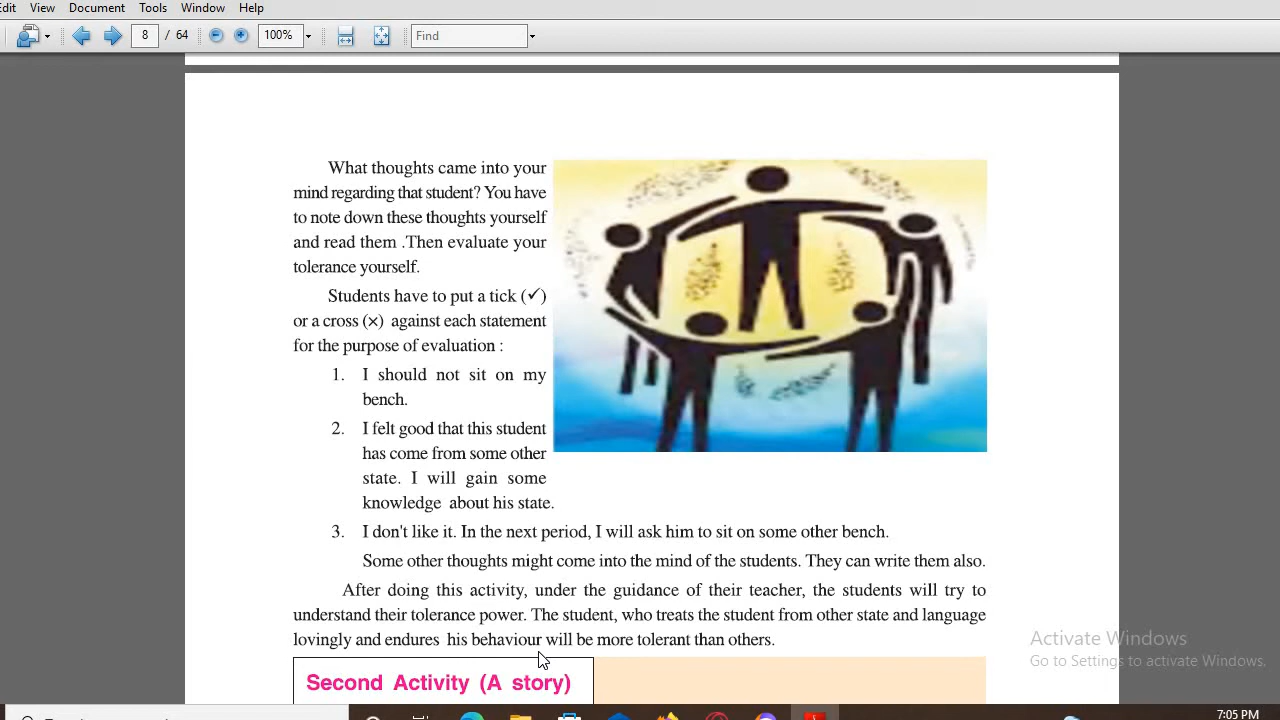 Edit View Document Tools Window Help
8 / 64 100% Find
What thoughts came into your
mind regarding that student? You have
to note down these thoughts yourself
and read them .Then evaluate your
tolerance yourself.
Students have to put a tick (✓)
or a cross (×) against each statement
for the purpose of evaluation :
1. I should not sit on my
bench.
2. I felt good that this student
has come from some other
state. I will gain some
knowledge about his state.
3. I don't like it. In the next period, I will ask him to sit on some other bench.
Some other thoughts might come into the mind of the students. They can write them also.
After doing this activity, under the guidance of their teacher, the students will try to
understand their tolerance power. The student, who treats the student from other state and language
lovingly and endures his behaviour will be more tolerant than others.
Activate Windows
Go to Settings to activate Windows.
Second Activity (A story)
7:05 PM